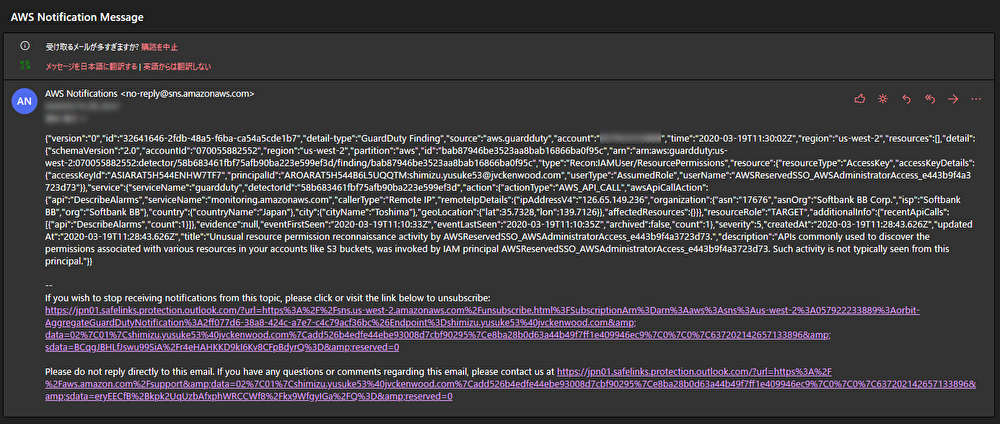 AWS Notification Message
受け取るメールが多すぎますか? 購読を中止
メッセージを日本語に翻訳する | 英語からは翻訳しない
AN
AWS Notifications <no-reply@sns.amazonaws.com>
{"version":"0","id":"32641646-2fdb-48a5-f6ba-ca54a5cde1b7","detail-type":"GuardDuty Finding","source":"aws.guardduty","account":" ","time":"2020-03-19T11:30:02Z","region":"us-west-2","resources":[],"detail":
{"schemaVersion":"2.0","accountId":"070055882552","region":"us-west-2","partition":"aws","id":"bab87946be3523aa8bab16866ba0f95c","arn":"arn:aws:guardduty:us-
west-2:070055882552:detector/58b683461fbf75afb90ba223e599ef3d/finding/bab87946be3523aa8bab16866ba0f95c","type":"Recon:IAMUser/ResourcePermissions","resource":{"resourceType":"AccessKey","accessKeyDetails":
{"accessKeyId":"ASIARAT5H544ENHW7TF7","principalId":"AROARAT5H544B6L5UQQTM:shimizu.yusuke53@jvckenwood.com","userType":"AssumedRole","userName":"AWSReservedSSO_AWSAdministratorAccess_e443b9f4a3
723d73"}},"service":{"serviceName":"guardduty","detectorId":"58b683461fbf75afb90ba223e599ef3d","action":{"actionType":"AWS_API_CALL","awsApiCallAction":
{"api":"DescribeAlarms","serviceName":"monitoring.amazonaws.com","callerType":"Remote IP","remoteIpDetails":{"ipAddressV4":"126.65.149.236","organization":{"asn":"17676","asnOrg":"Softbank BB Corp.","isp":"Softbank
BB","org":"Softbank BB"},"country":{"countryName":"Japan"},"city":{"cityName":"Toshima"},"geoLocation":{"lat":35.7328,"lon":139.7126}},"affectedResources":{}}},"resourceRole":"TARGET","additionalInfo":{"recentApiCalls":
[{"api":"DescribeAlarms","count":1}]},"evidence":null,"eventFirstSeen":"2020-03-19T11:10:33Z","eventLastSeen":"2020-03-19T11:10:35Z","archived":false,"count":1},"severity":5,"createdAt":"2020-03-19T11:28:43.626Z","updated
At":"2020-03-19T11:28:43.626Z","title":"Unusual resource permission reconnaissance activity by AWSReservedSSO_AWSAdministratorAccess_e443b9f4a3723d73.","description":"APIs commonly used to discover the
permissions associated with various resources in your accounts like S3 buckets, was invoked by IAM principal AWSReservedSSO_AWSAdministratorAccess_e443b9f4a3723d73. Such activity is not typically seen from this
principal."}}
--
If you wish to stop receiving notifications from this topic, please click or visit the link below to unsubscribe:
https://jpn01.safelinks.protection.outlook.com/?url=https%3A%2F%2Fsns.us-west-2.amazonaws.com%2Funsubscribe.html%3FSubscriptionArn%3Darn%3Aaws%3Asns%3Aus-west-2%3A057922233889%3Aorbit-
AggregateGuardDutyNotification%3A2ff077d6-38a8-424c-a7e7-c4c79acf36bc%26Endpoint%3Dshimizu.yusuke53%40jvckenwood.com&amp;
data=02%7C01%7Cshimizu.yusuke53%40jvckenwood.com%7Cadd526b4edfe44ebe93008d7cbf90295%7Ce8ba28b0d63a44b49f7ff1e409946ec9%7C0%7C0%7C637202142657133896&amp;
sdata=BCqgJBHLfJswu99SiA%2Fr4eHAHKKD9kI6Kv8CFpBdyrQ%3D&amp;reserved=0
Please do not reply directly to this email. If you have any questions or comments regarding this email, please contact us at https://jpn01.safelinks.protection.outlook.com/?url=https%3A%2F
%2Faws.amazon.com%2Fsupport&amp;data=02%7C01%7Cshimizu.yusuke53%40jvckenwood.com%7Cadd526b4edfe44ebe93008d7cbf90295%7Ce8ba28b0d63a44b49f7ff1e409946ec9%7C0%7C0%7C637202142657133896&
amp;sdata=eryEECfB%2Bkpk2UqUzbAfxphWRCCWf8%2Fkx9WfgyIGa%2FQ%3D&amp;reserved=0